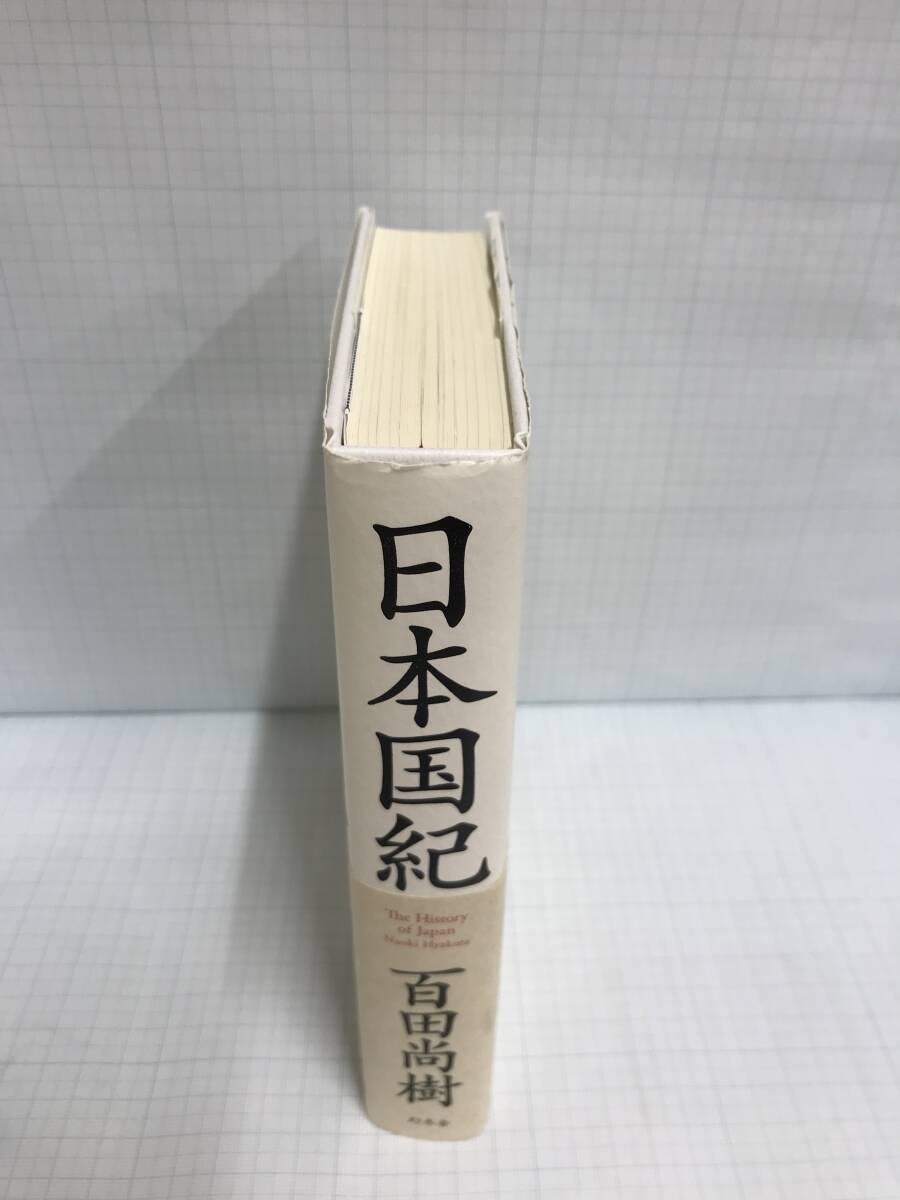 日本国紀
The History
of Japan
Naoki Hyakuta
百田尚樹
幻冬舎